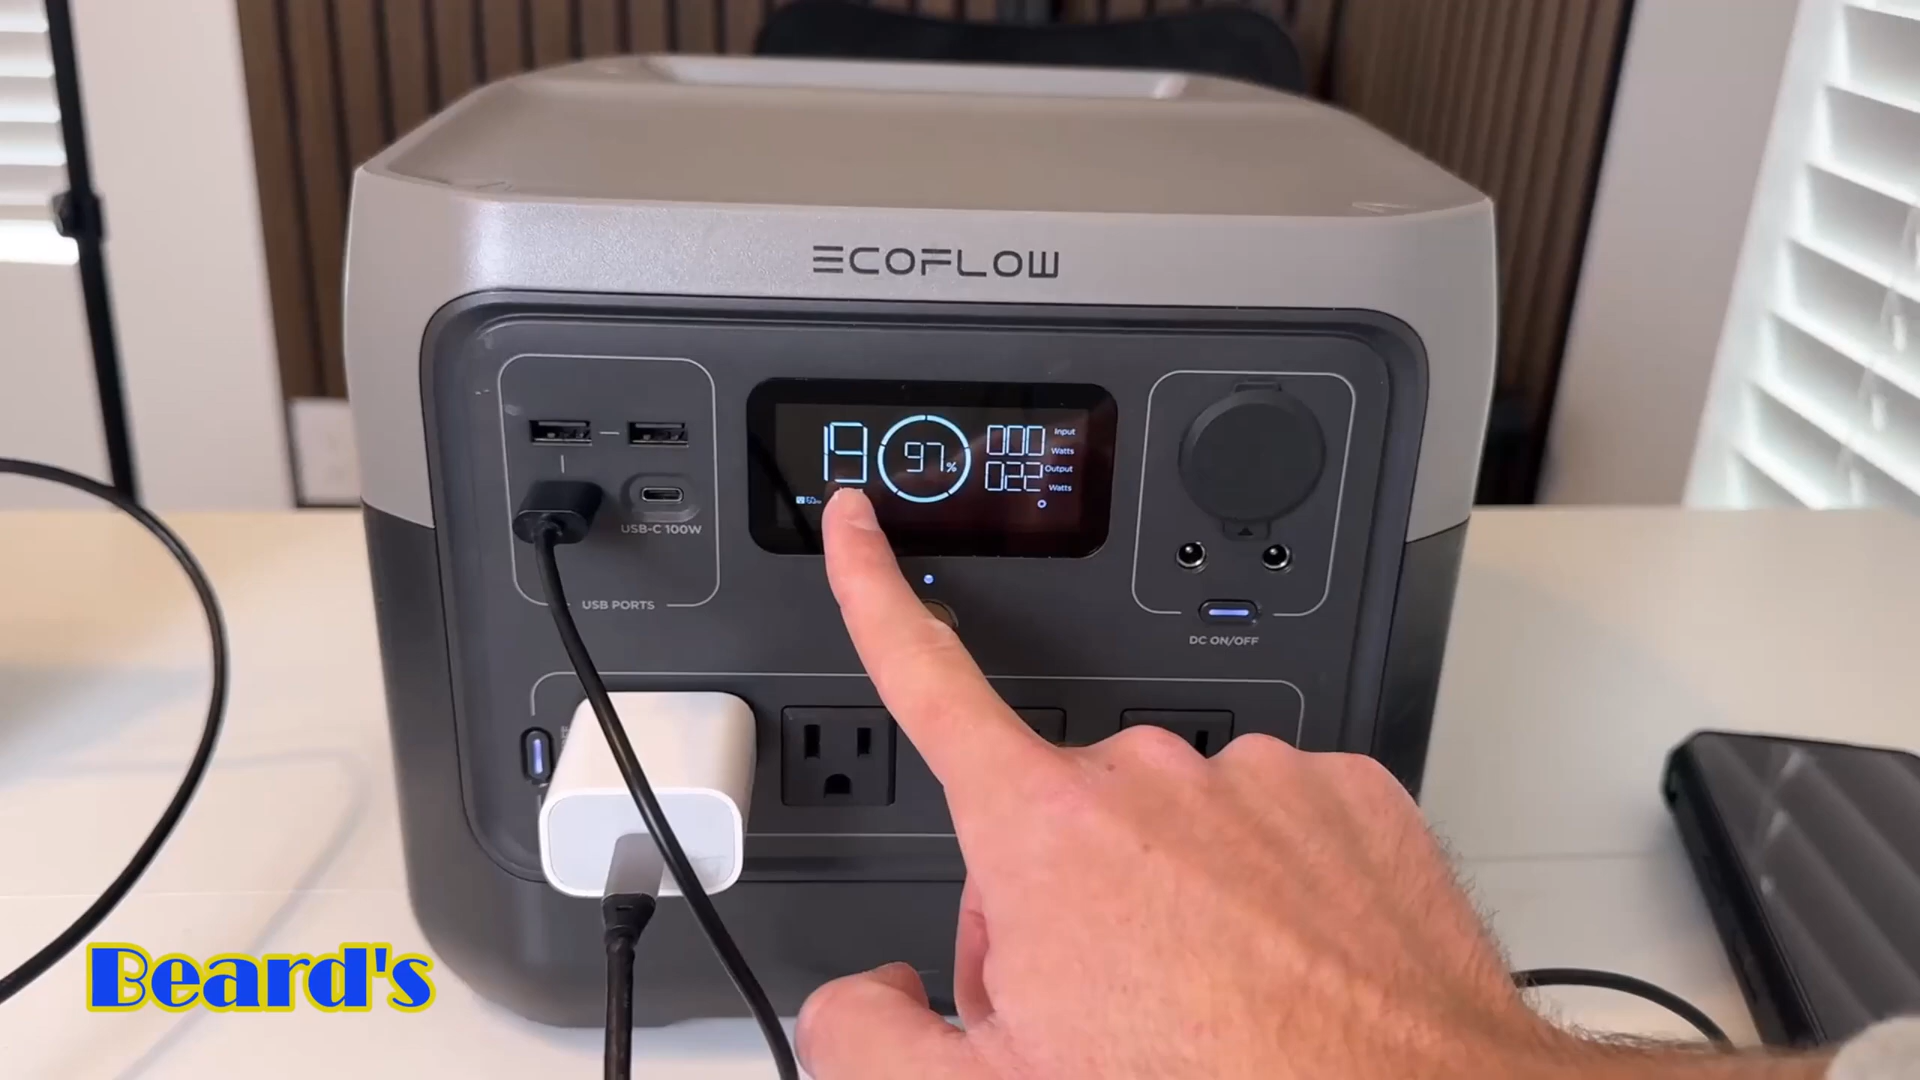 ECOFLOW
19
97%
000 Input
Watts
022 Output
Watts
USB-C 100W
USB PORTS
DC ON/OFF
Beard's